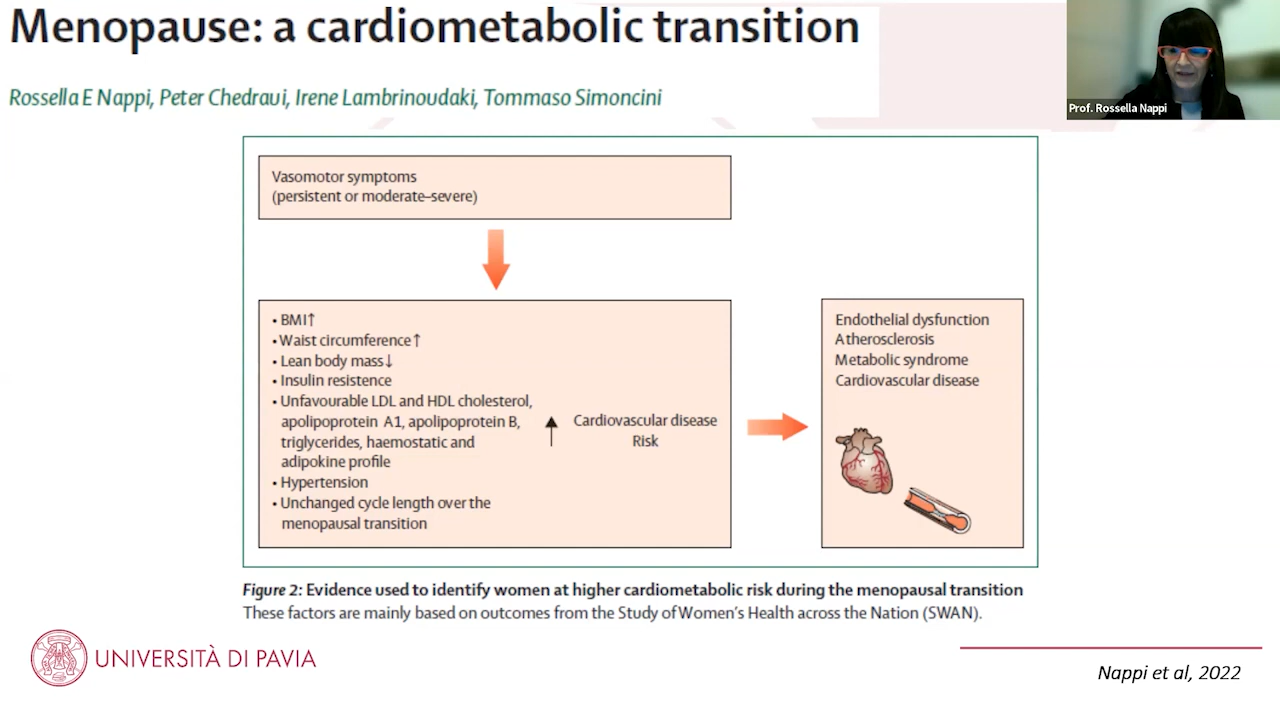 Menopause: a cardiometabolic transition
Rossella E Nappi, Peter Chedraui, Irene Lambrinoudaki, Tommaso Simoncini
Prof. Rossella Nappi
Vasomotor symptoms
(persistent or moderate–severe)
• BMI↑
• Waist circumference↑
• Lean body mass↓
• Insulin resistence
• Unfavourable LDL and HDL cholesterol,
apolipoprotein A1, apolipoprotein B,
triglycerides, haemostatic and
adipokine profile
• Hypertension
• Unchanged cycle length over the
menopausal transition
Cardiovascular disease
Risk
Endothelial dysfunction
Atherosclerosis
Metabolic syndrome
Cardiovascular disease
Figure 2: Evidence used to identify women at higher cardiometabolic risk during the menopausal transition
These factors are mainly based on outcomes from the Study of Women's Health across the Nation (SWAN).
UNIVERSITÀ DI PAVIA
Nappi et al, 2022